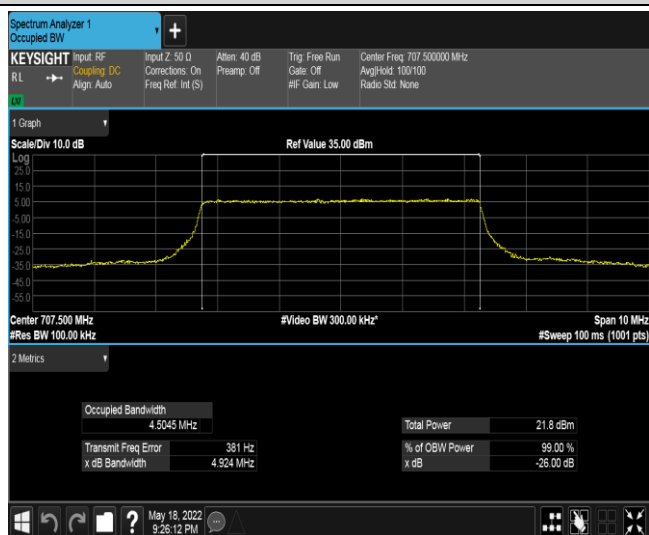 Spectrum Analyzer 1
Occupied BW
+
KEYSIGHT Input: RF Input Z: 50 Ω Atten: 40 dB Trig: Free Run Center Freq: 707.500000 MHz
RL Coupling: DC Corrections: On Preamp: Off Gate: Off Avg|Hold: 100/100
Align: Auto Freq Ref: Int (S) #IF Gain: Low Radio Std: None
1 Graph
Scale/Div 10.0 dB Ref Value 35.00 dBm
Log
25.0
15.0
5.00
-5.00
-15.0
-25.0
-35.0
-45.0
-55.0
Center 707.500 MHz #Video BW 300.00 kHz* Span 10 MHz
#Res BW 100.00 kHz #Sweep 100 ms (1001 pts)
2 Metrics
Occupied Bandwidth
4.5045 MHz Total Power 21.8 dBm
Transmit Freq Error 381 Hz % of OBW Power 99.00 %
x dB Bandwidth 4.924 MHz x dB -26.00 dB
? May 18, 2022
9:26:12 PM